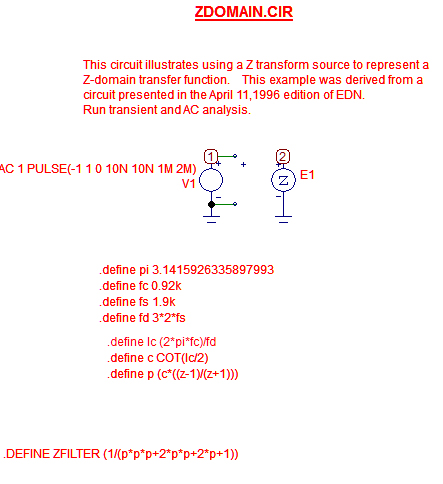 ZDOMAIN.CIR
This circuit illustrates using a Z transform source to represent a
Z-domain transfer function. This example was derived from a
circuit presented in the April 11,1996 edition of EDN.
Run transient and AC analysis.
1
2
AC 1 PULSE(-1 1 0 10N 10N 1M 2M)
V1
Z
E1
.define pi 3.1415926335897993
.define fc 0.92k
.define fs 1.9k
.define fd 3*2*fs
.define lc (2*pi*fc)/fd
.define c COT(lc/2)
.define p (c*((z-1)/(z+1)))
.DEFINE ZFILTER (1/(p*p*p+2*p*p+2*p+1))